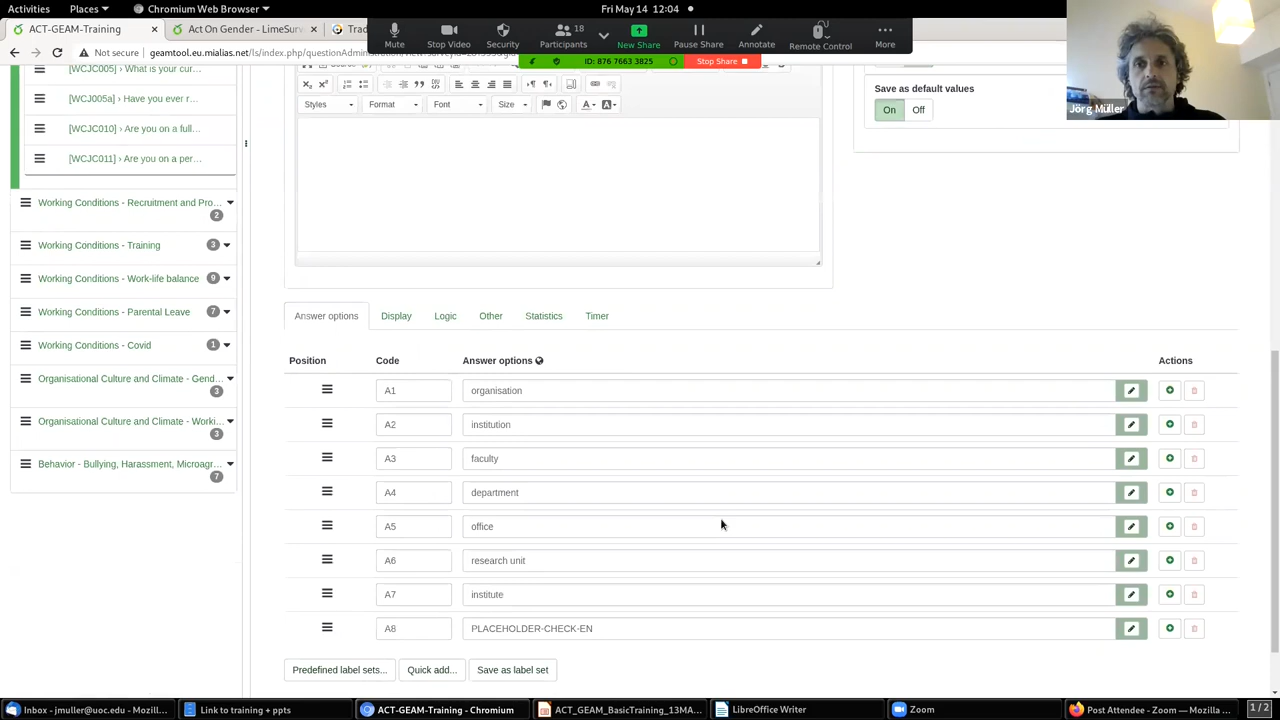 Activities Places Chromium Web Browser Fri May 14 12:04
ACT-GEAM-Training Act On Gender - LimeSurv
Not secure geamtool.eu.mialias.net/ls/index.php/questionAdministration
Mute Stop Video Security Participants 18 New Share Pause Share Annotate Remote Control More
ID: 876 7663 3825 Stop Share
Jörg Müller
[WCJC005] › What is your cur...
[WCJ005a] › Have you ever r...
[WCJC010] › Are you on a full...
[WCJC011] › Are you on a per...
Working Conditions - Recruitment and Pro...
2
Working Conditions - Training 3
Working Conditions - Work-life balance 9
Working Conditions - Parental Leave 7
Working Conditions - Covid 1
Organisational Culture and Climate - Gend...
3
Organisational Culture and Climate - Worki...
3
Behavior - Bullying, Harassment, Microagr...
7
Styles Format Font Size
Save as default values
On Off
Answer options Display Logic Other Statistics Timer
Position Code Answer options Actions
A1 organisation
A2 institution
A3 faculty
A4 department
A5 office
A6 research unit
A7 institute
A8 PLACEHOLDER-CHECK-EN
Predefined label sets... Quick add... Save as label set
Inbox - jmuller@uoc.edu - Mozill... Link to training + ppts ACT-GEAM-Training - Chromium ACT_GEAM_BasicTraining_13MA... LibreOffice Writer Zoom Post Attendee - Zoom — Mozilla ... 1/2